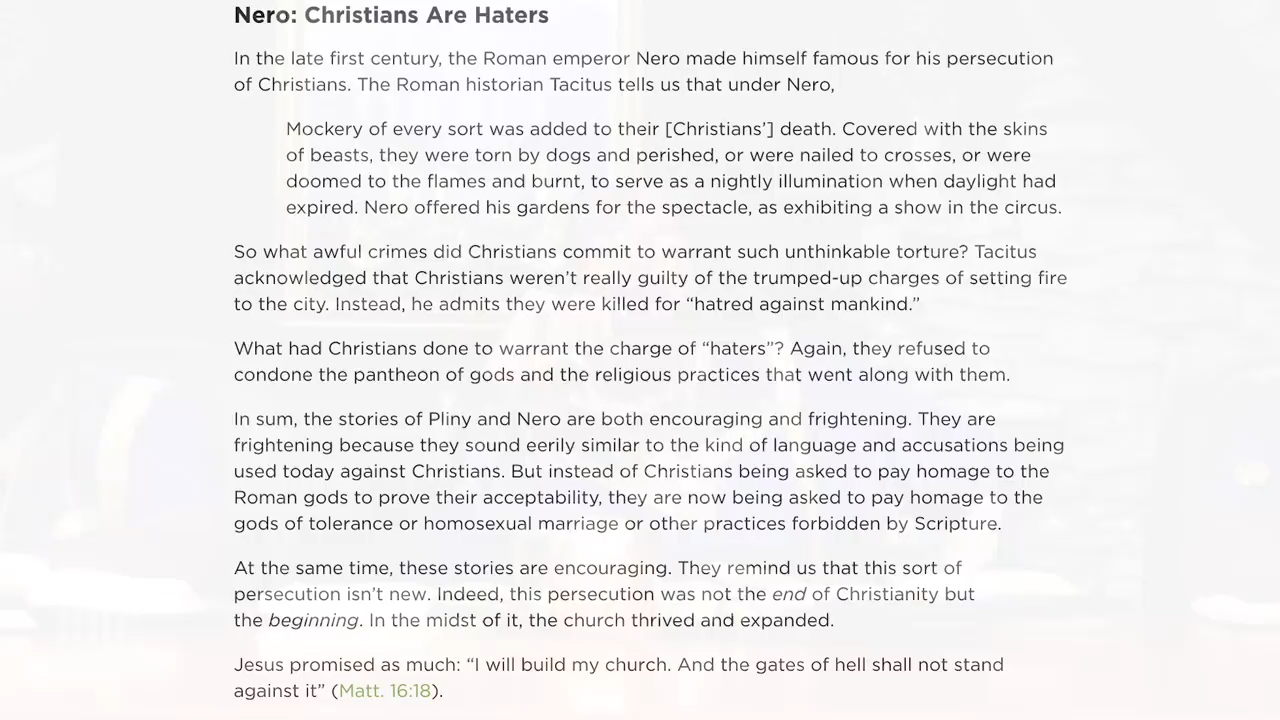 Nero: Christians Are Haters
In the late first century, the Roman emperor Nero made himself famous for his persecution
of Christians. The Roman historian Tacitus tells us that under Nero,
Mockery of every sort was added to their [Christians’] death. Covered with the skins
of beasts, they were torn by dogs and perished, or were nailed to crosses, or were
doomed to the flames and burnt, to serve as a nightly illumination when daylight had
expired. Nero offered his gardens for the spectacle, as exhibiting a show in the circus.
So what awful crimes did Christians commit to warrant such unthinkable torture? Tacitus
acknowledged that Christians weren’t really guilty of the trumped-up charges of setting fire
to the city. Instead, he admits they were killed for “hatred against mankind.”
What had Christians done to warrant the charge of “haters”? Again, they refused to
condone the pantheon of gods and the religious practices that went along with them.
In sum, the stories of Pliny and Nero are both encouraging and frightening. They are
frightening because they sound eerily similar to the kind of language and accusations being
used today against Christians. But instead of Christians being asked to pay homage to the
Roman gods to prove their acceptability, they are now being asked to pay homage to the
gods of tolerance or homosexual marriage or other practices forbidden by Scripture.
At the same time, these stories are encouraging. They remind us that this sort of
persecution isn’t new. Indeed, this persecution was not the end of Christianity but
the beginning. In the midst of it, the church thrived and expanded.
Jesus promised as much: “I will build my church. And the gates of hell shall not stand
against it” (Matt. 16:18).